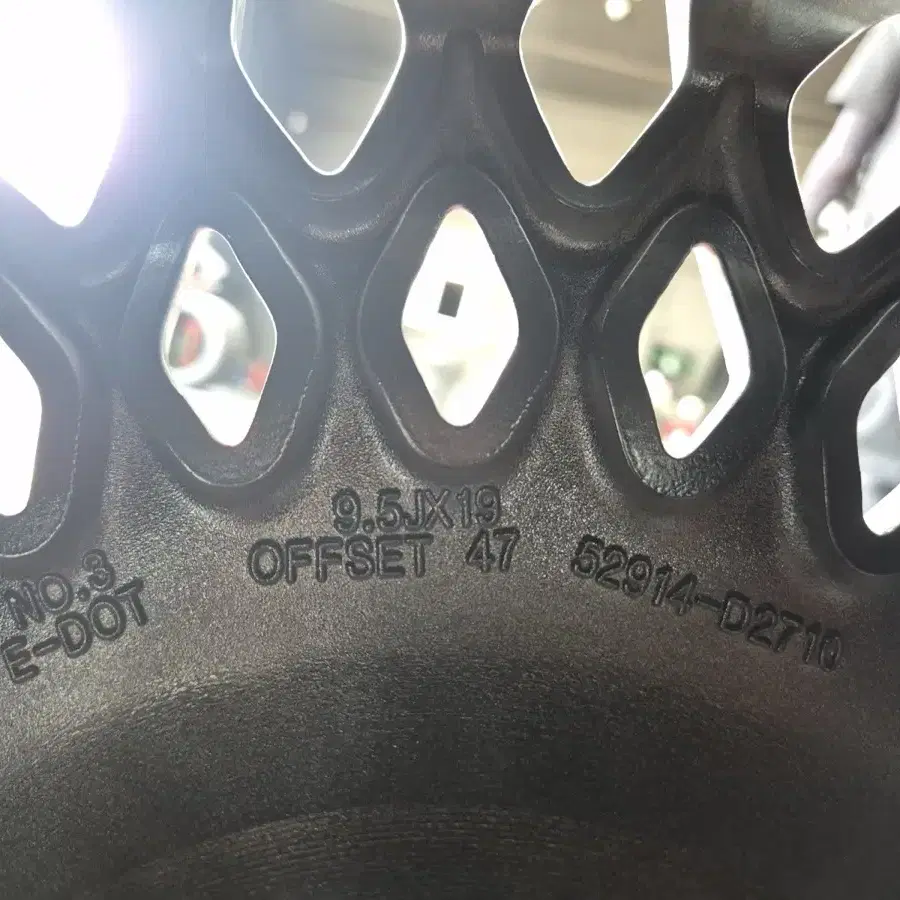 9.5JX19
OFFSET 47
52914-D2710
NO.3
E-DOT